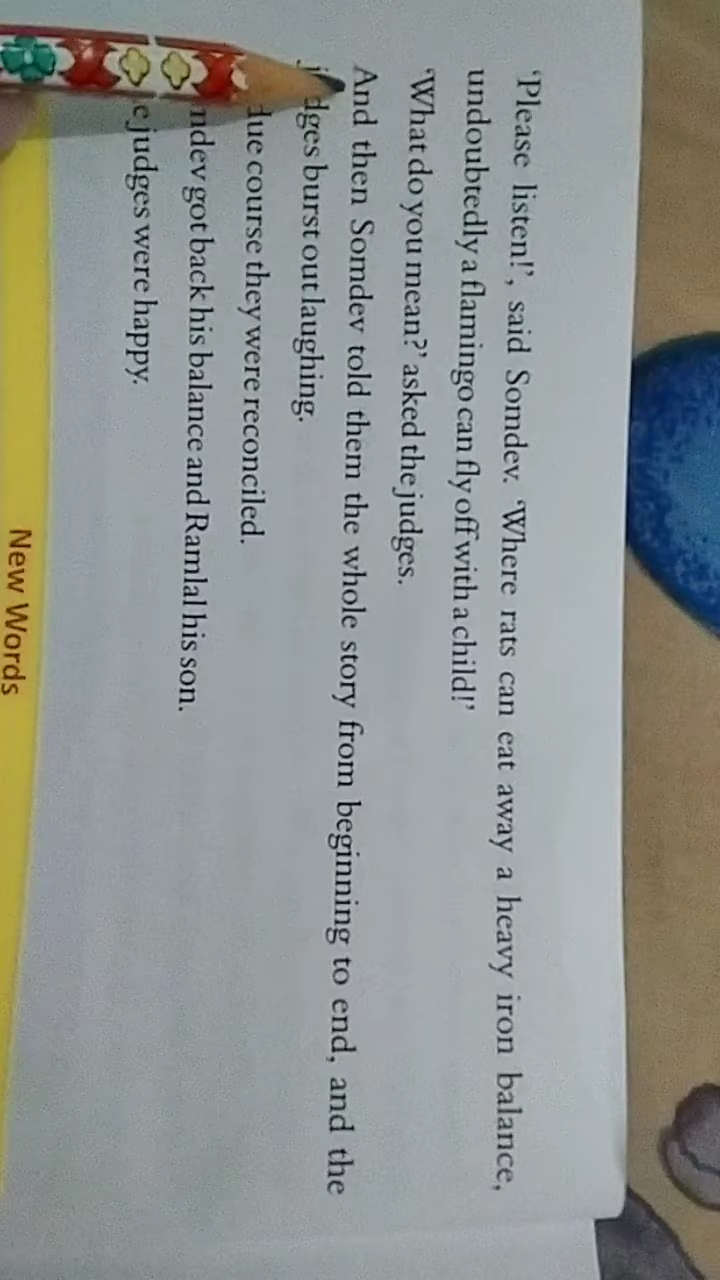 ‘Please listen!’, said Somdev. ‘Where rats can eat away a heavy iron balance,
undoubtedly a flamingo can fly off with a child!’
‘What do you mean?’ asked the judges.
And then Somdev told them the whole story from beginning to end, and the
judges burst out laughing.
due course they were reconciled.
ndev got back his balance and Ramlal his son.
e judges were happy.
New Words